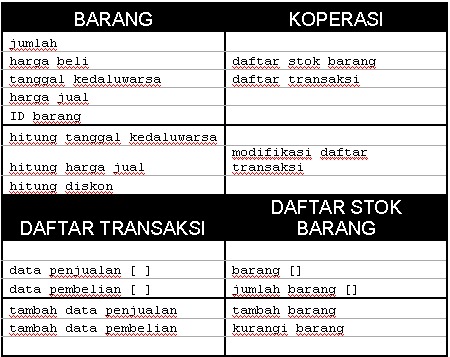 BARANG
KOPERASI
jumlah
harga beli
daftar stok barang
tanggal kedaluwarsa
daftar transaksi
harga jual
ID barang
hitung tanggal kedaluwarsa
hitung harga jual
modifikasi daftar
transaksi
hitung diskon
DAFTAR TRANSAKSI
DAFTAR STOK
BARANG
data penjualan [ ]
barang []
data pembelian [ ]
jumlah barang []
tambah data penjualan
tambah barang
tambah data pembelian
kurangi barang